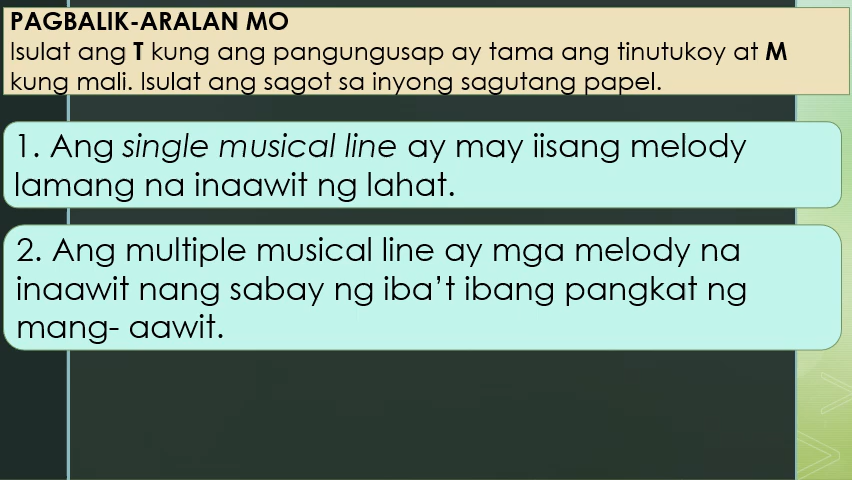 PAGBALIK-ARALAN MO
Isulat ang T kung ang pangungusap ay tama ang tinutukoy at M
kung mali. Isulat ang sagot sa inyong sagutang papel.
1. Ang single musical line ay may iisang melody
lamang na inaawit ng lahat.
2. Ang multiple musical line ay mga melody na
inaawit nang sabay ng iba’t ibang pangkat ng
mang- aawit.